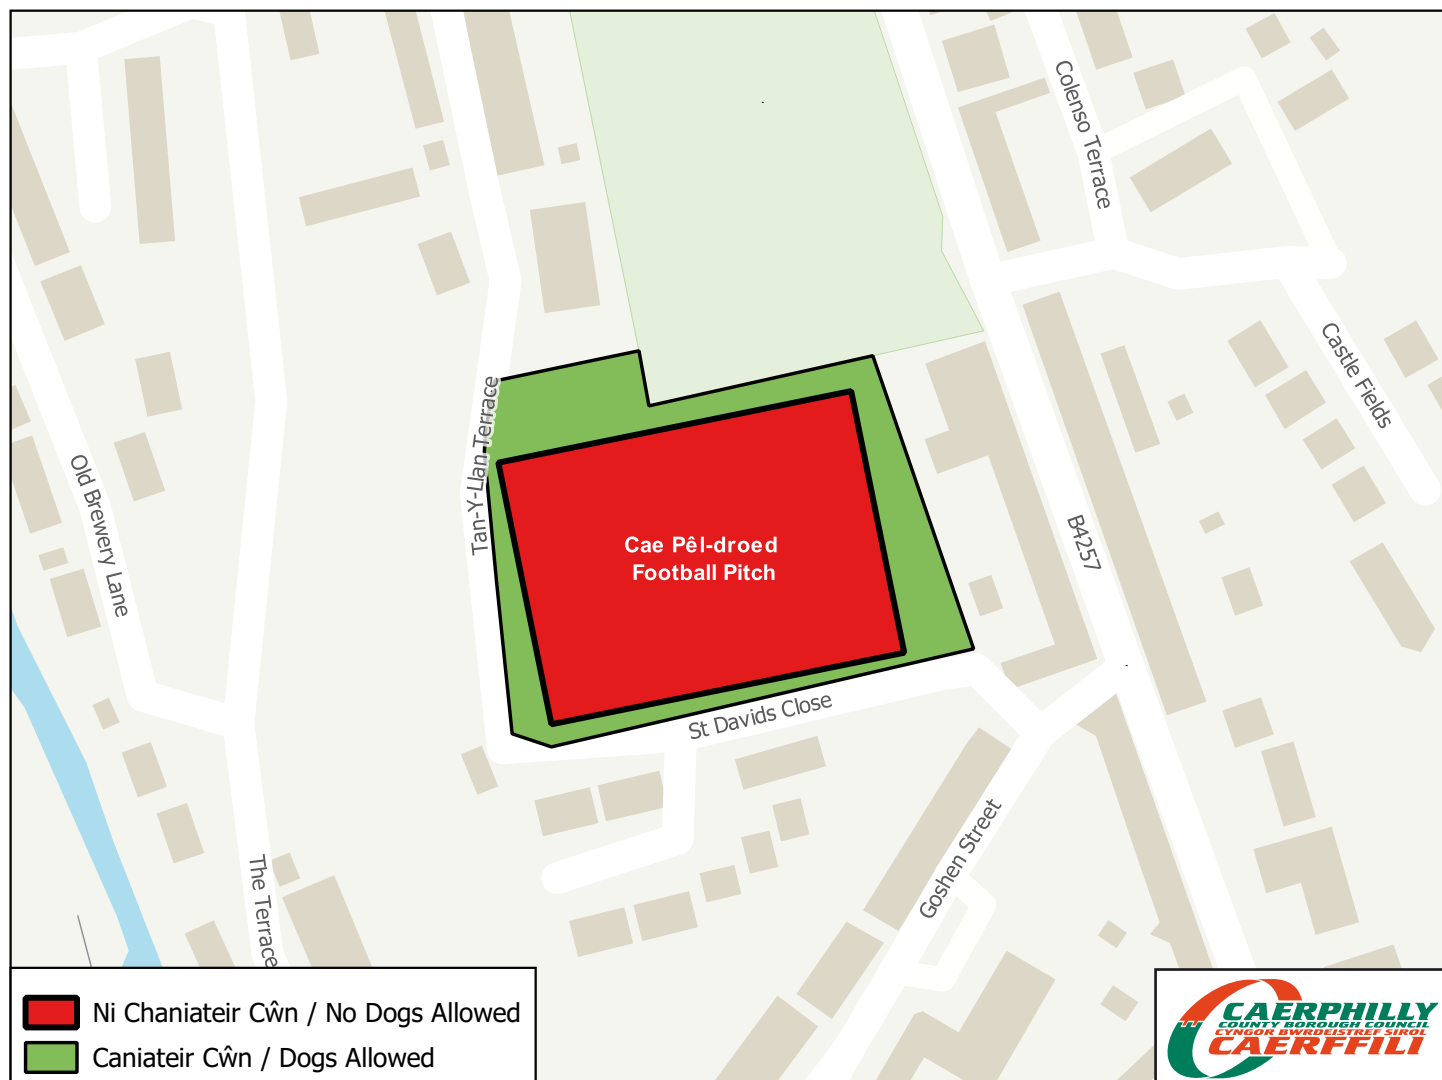 Colenso Terrace
Castle Fields
Tan-Y-Llan Terrace
Old Brewery Lane
B4257
Cae Pêl-droed
Football Pitch
St Davids Close
Goshen Street
The Terrace
Ni Chaniateir Cŵn / No Dogs Allowed
Caniateir Cŵn / Dogs Allowed
CAERPHILLY
COUNTY BOROUGH COUNCIL
CYNGOR BWRDEISTREF SIROL
CAERFFILI